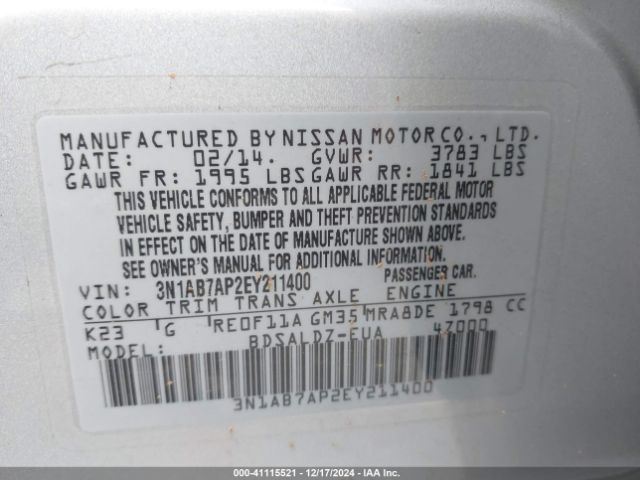 MANUFACTURED BY NISSAN MOTOR CO., LTD.
DATE: 02/14. GVWR: 3783 LBS
GAWR FR: 1995 LBS GAWR RR: 1841 LBS
THIS VEHICLE CONFORMS TO ALL APPLICABLE FEDERAL MOTOR
VEHICLE SAFETY, BUMPER AND THEFT PREVENTION STANDARDS
IN EFFECT ON THE DATE OF MANUFACTURE SHOWN ABOVE.
SEE OWNER'S MANUAL FOR ADDITIONAL INFORMATION.
VIN: 3N1AB7AP2EY211400 PASSENGER CAR.
COLOR TRIM TRANS AXLE ENGINE
K23 G RE0F11A GM35 MRA8DE 1798 CC
MODEL: BDSALDZ-EUA 47000
3N1AB7AP2EY211400
000-41115521 - 12/17/2024 - IAA Inc.